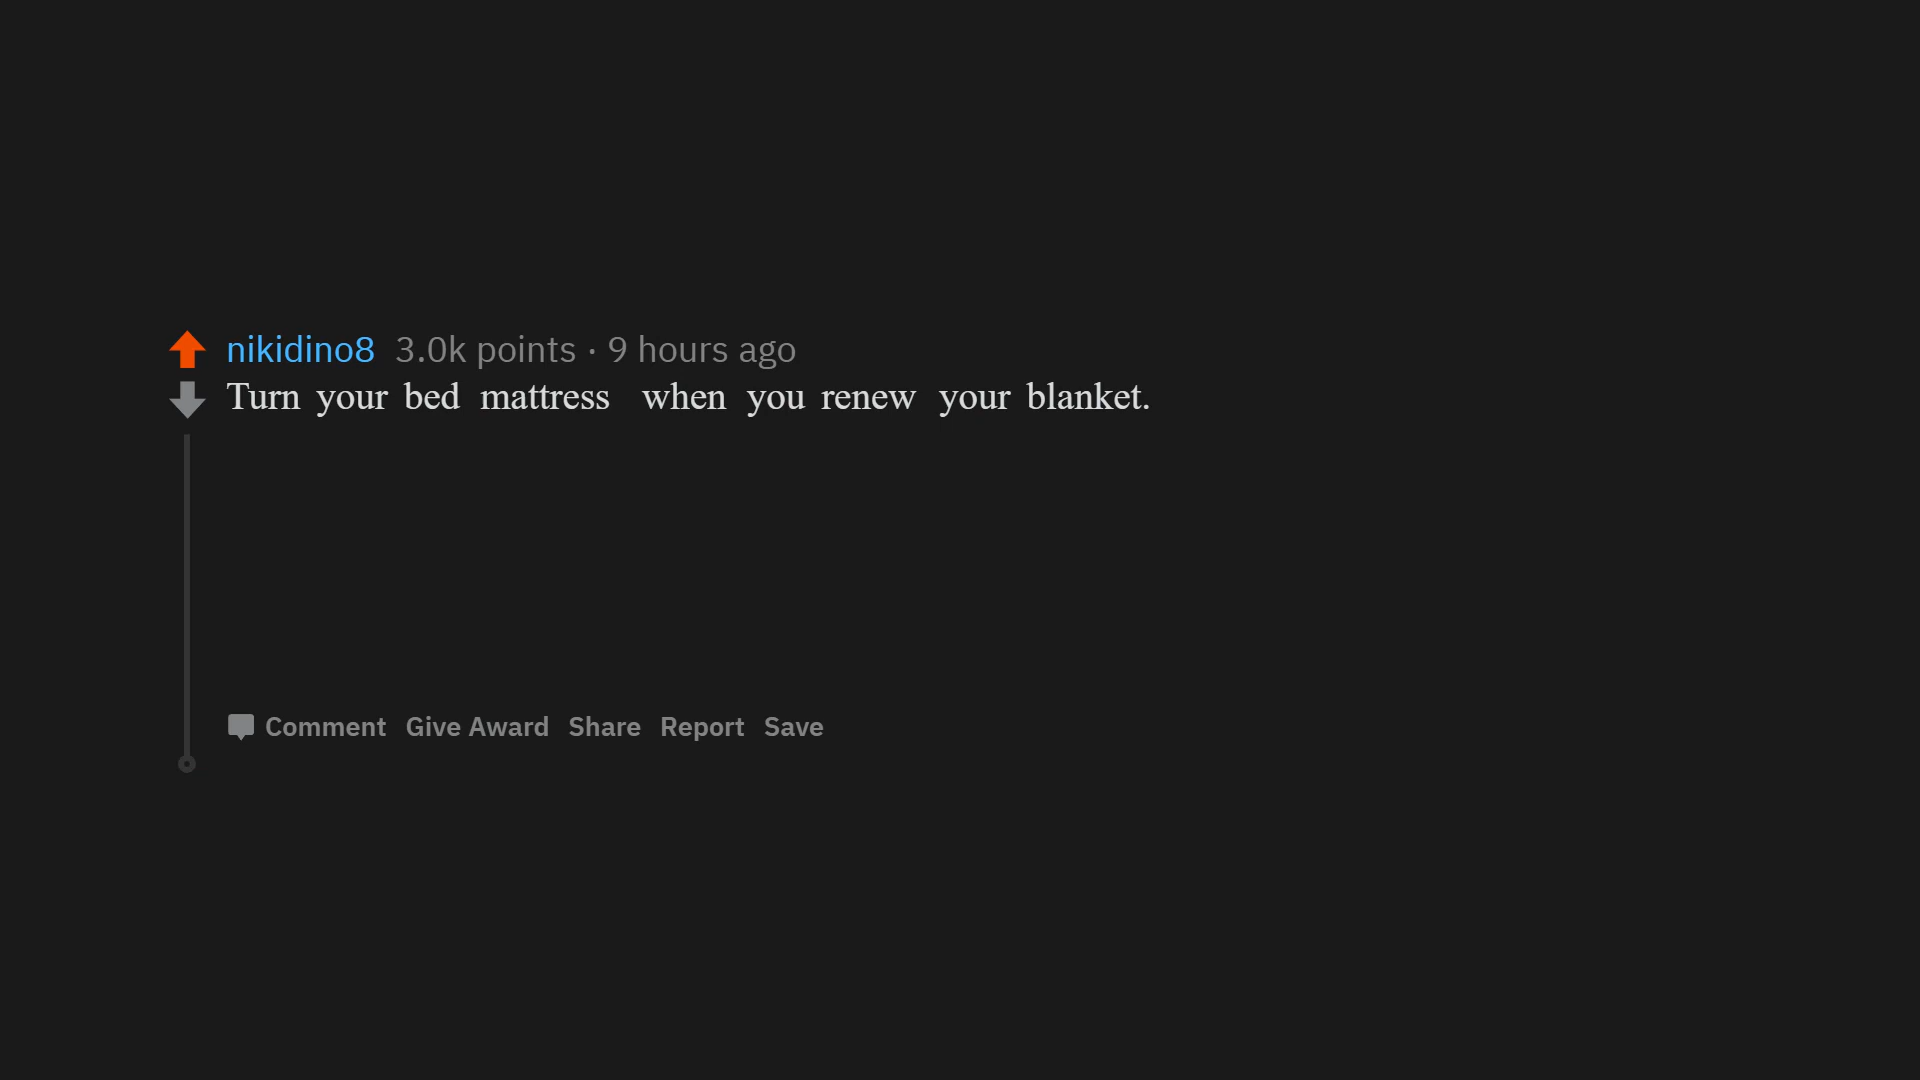 nikidino8 3.0k points · 9 hours ago
Turn your bed mattress when you renew your blanket.
Comment Give Award Share Report Save